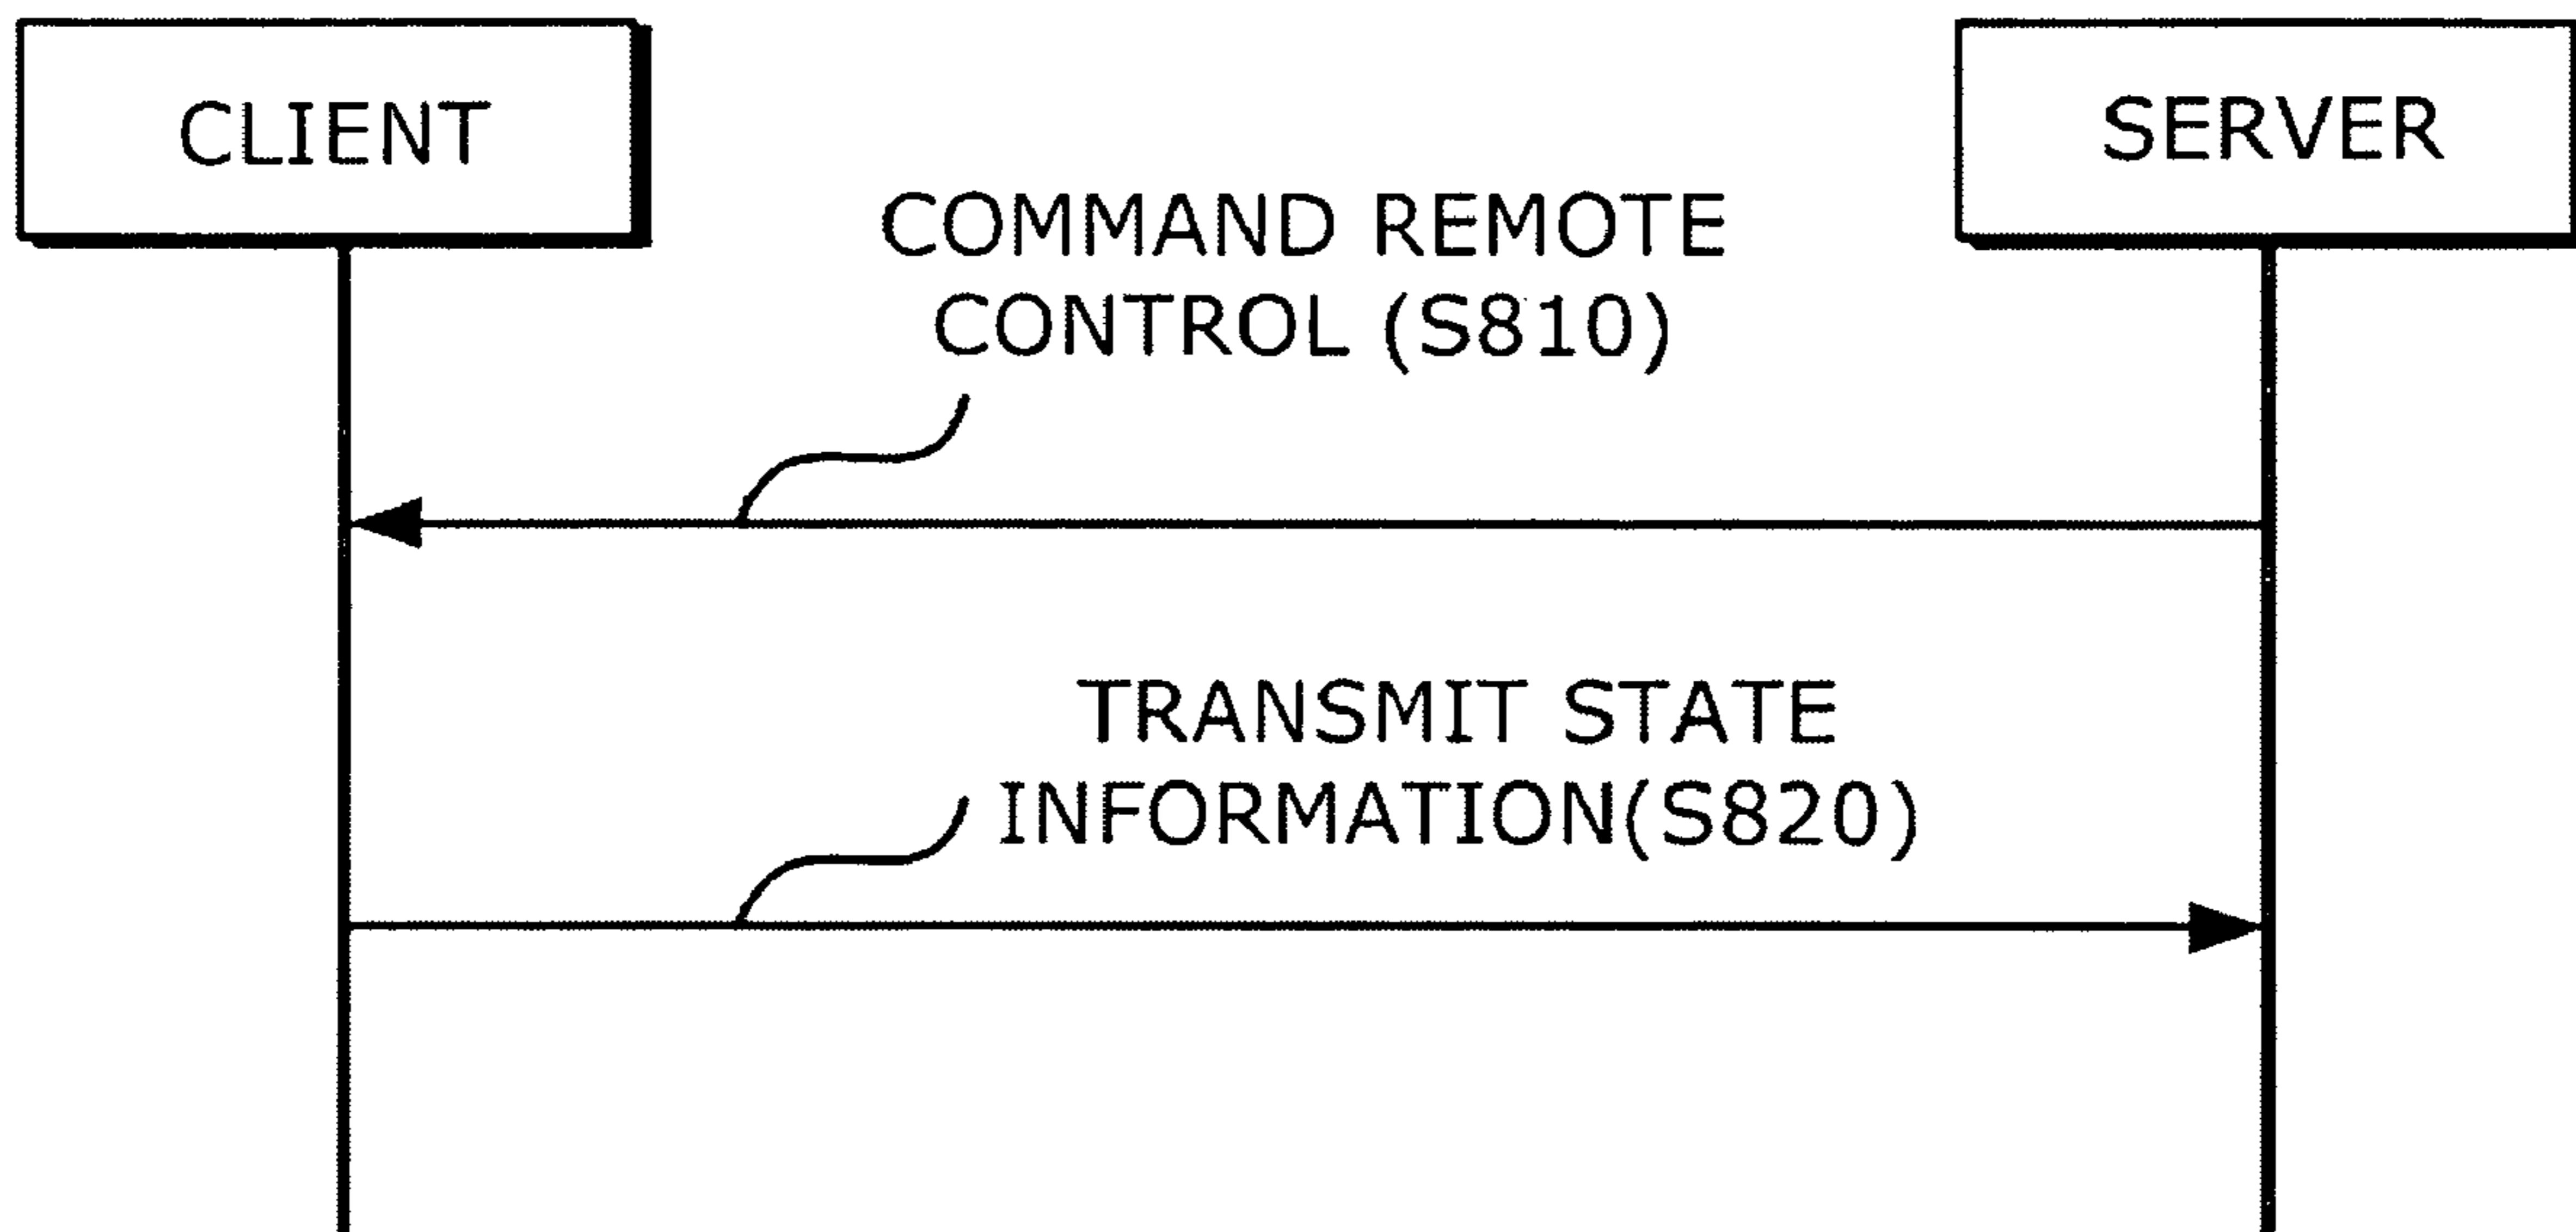 CLIENT
SERVER
COMMAND REMOTE
CONTROL (S810)
TRANSMIT STATE
INFORMATION(S820)